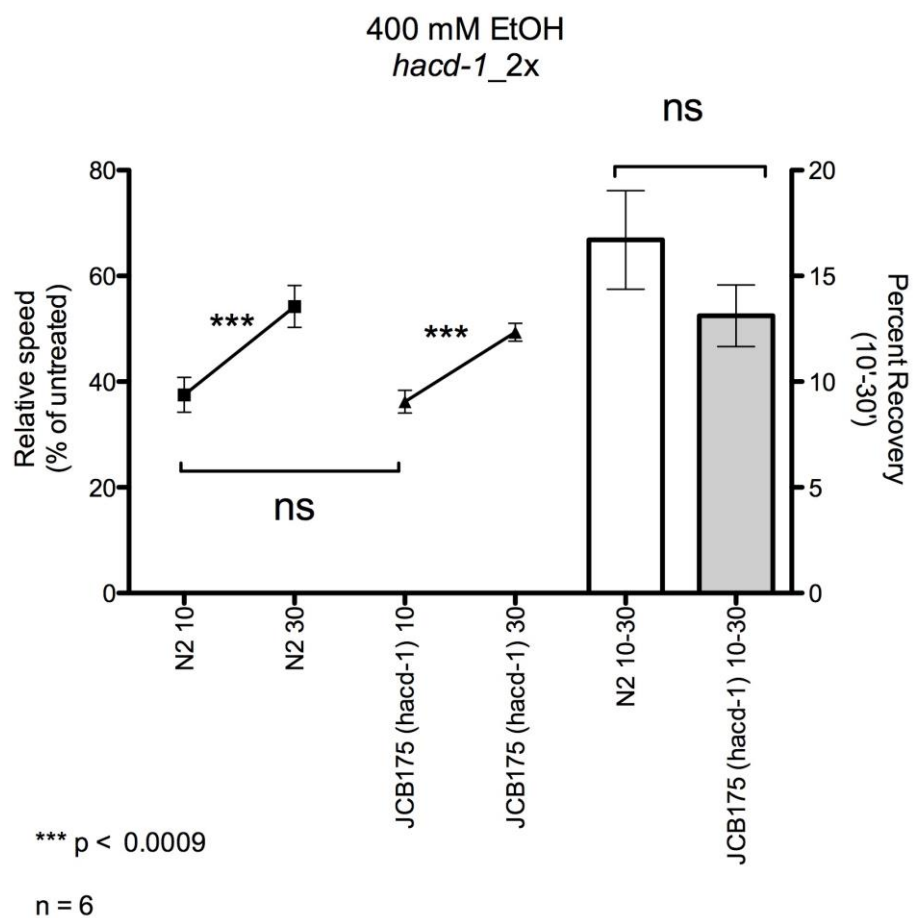 400 mM EtOH
hacd-1_2x
ns
80
60
40
20
0
Relative speed
(% of untreated)
***
***
ns
20
15
10
5
0
Percent Recovery
(10'-30')
N2 10
N2 30
JCB175 (hacd-1) 10
JCB175 (hacd-1) 30
N2 10-30
JCB175 (hacd-1) 10-30
*** p < 0.0009
n = 6